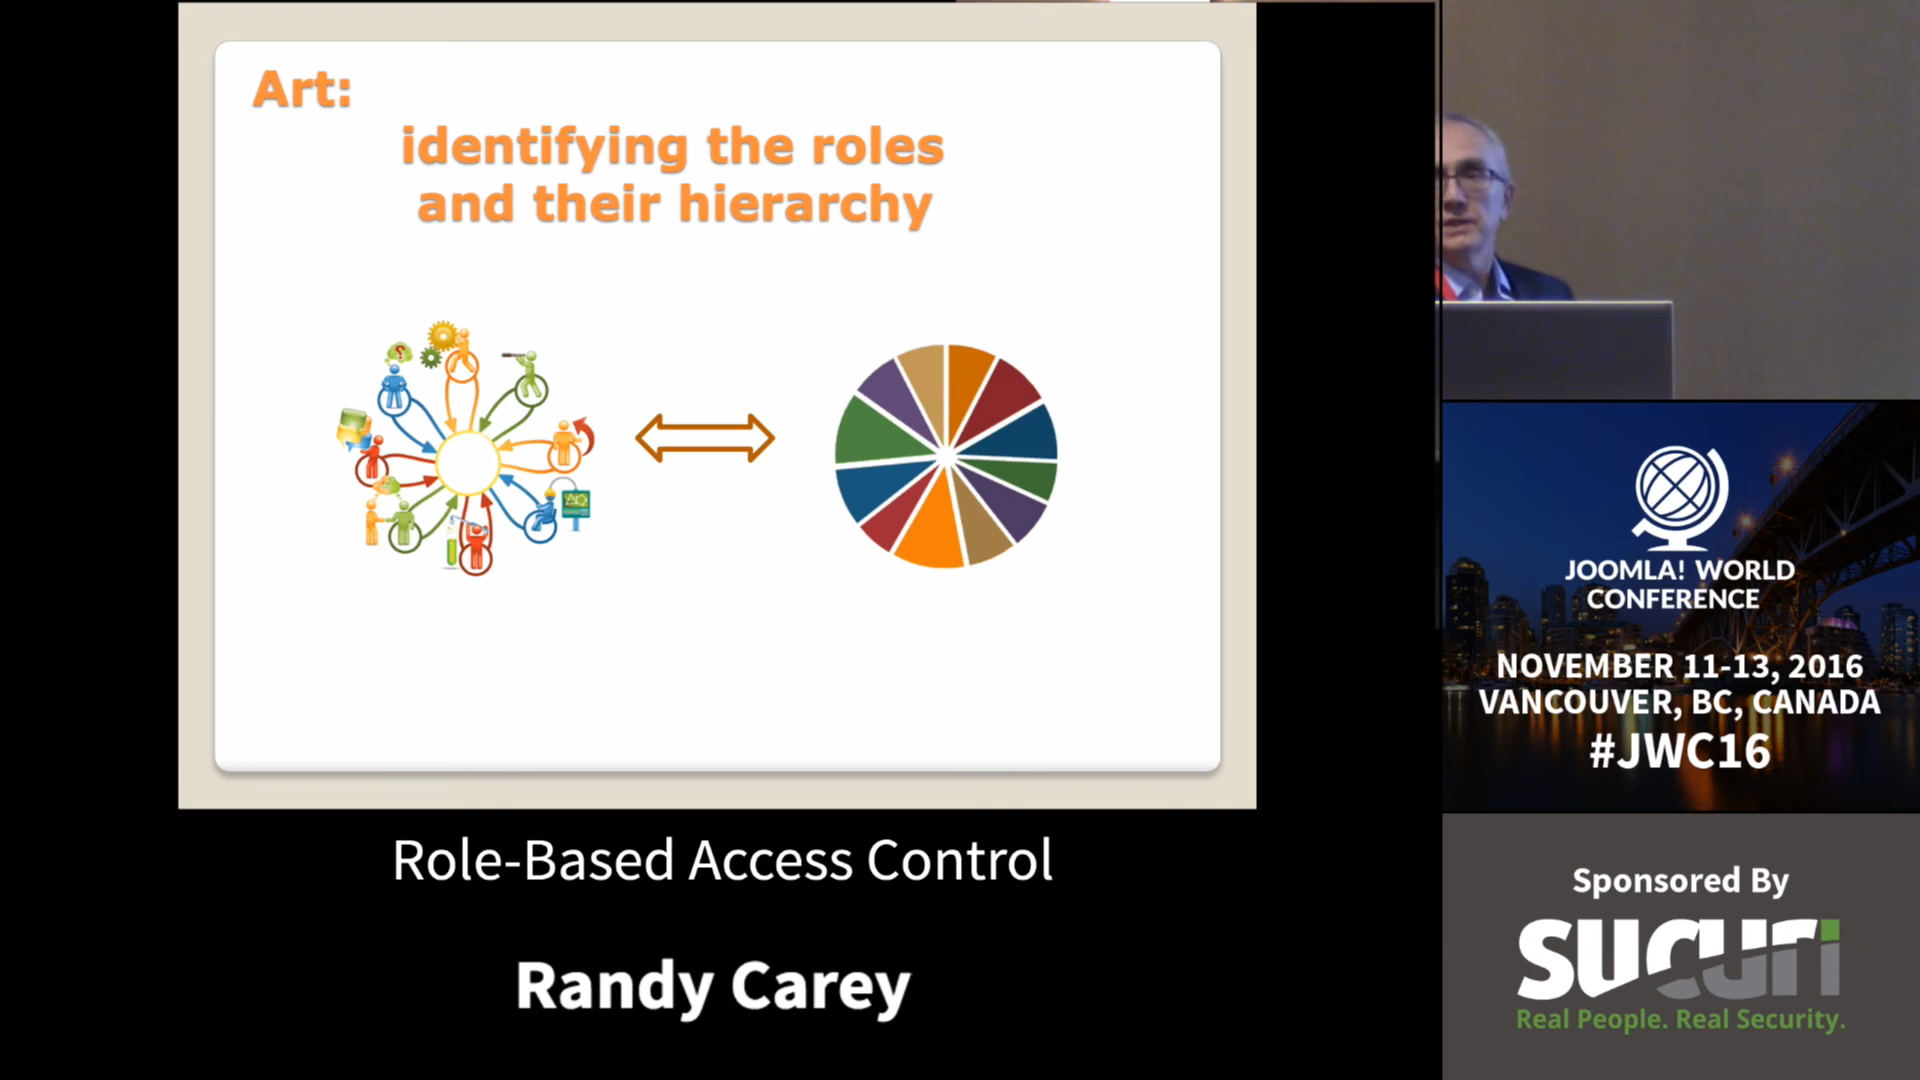 Art:
identifying the roles
and their hierarchy
Role-Based Access Control
Randy Carey
JOOMLA! WORLD
CONFERENCE
NOVEMBER 11-13, 2016
VANCOUVER, BC, CANADA
#JWC16
Sponsored By
SUCURI
Real People. Real Security.